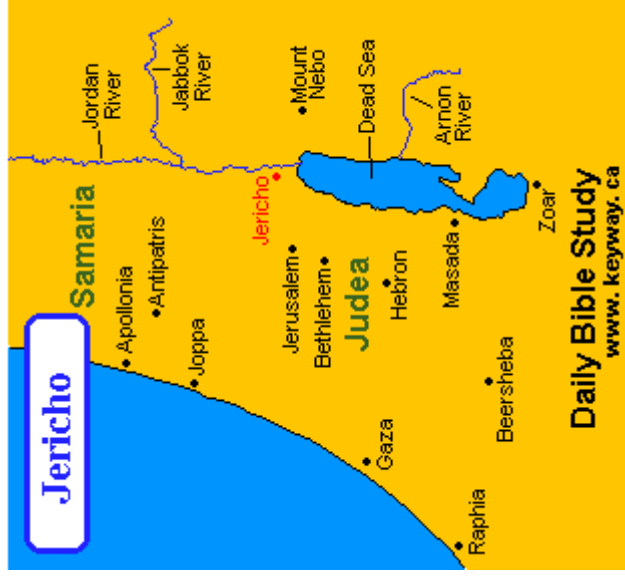 Jericho
Samaria
Jordan
River
Apollonia
Antipatris
Jabbok
River
Joppa
Jericho
Jerusalem
Mount
Nebo
Bethlehem
Judea
Dead Sea
Gaza
Hebron
Arnon
River
Masada
Raphia
Beersheba
Zoar
Daily Bible Study
www. keyway. ca